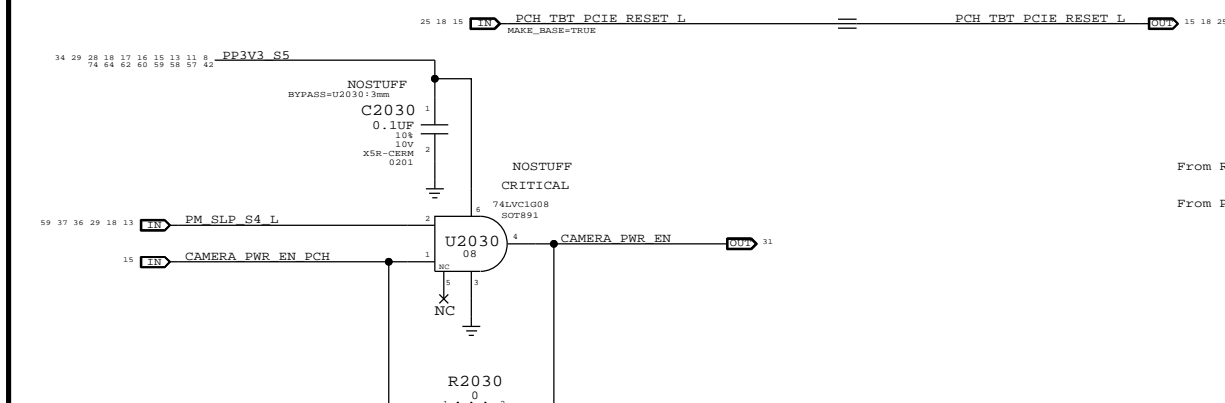 25 18 15 IN PCH_TBT_PCIE_RESET_L PCH_TBT_PCIE_RESET_L OUT 15 18 25
MAKE_BASE=TRUE
34 29 28 18 17 16 15 13 11 8 PP3V3_S5
74 64 62 60 59 58 57 42
NOSTUFF
BYPASS=U2030:3mm
C2030 1
0.1UF
10%
10V
X5R-CERM 2
0201
NOSTUFF
CRITICAL
From R
From P
6 74LVC1G08
SOT891
59 37 36 29 18 13 IN PM_SLP_S4_L 2
U2030 4 CAMERA_PWR_EN OUT 31
08
15 IN CAMERA_PWR_EN_PCH 1
NC
5 3
NC
R2030
0
1 2